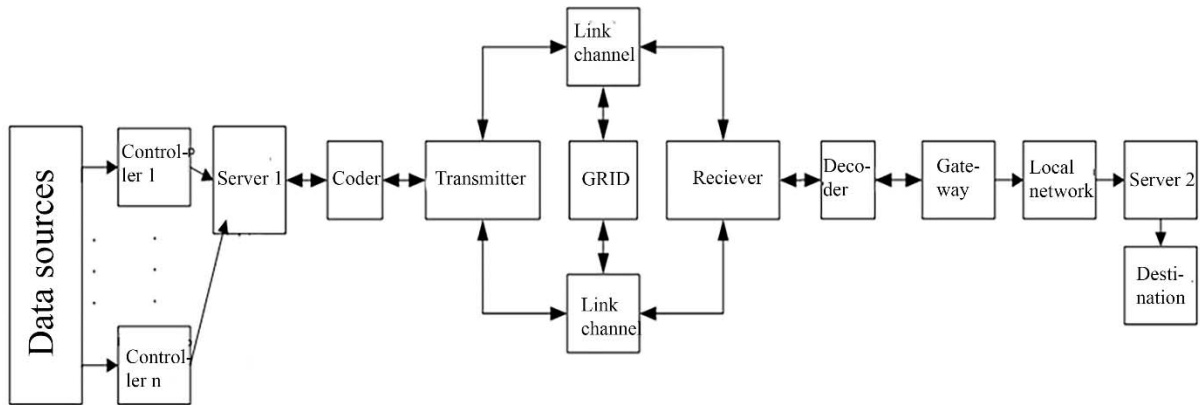 Data sources
Control-
ler 1
Control-
ler n
Server 1
Coder
Transmitter
Link
channel
GRID
Link
channel
Reciever
Deco-
der
Gate-
way
Local
network
Server 2
Desti-
nation